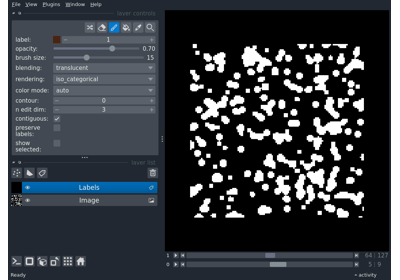 File View Plugins Window Help
layer controls
label: 1
opacity: 0.70
brush size: 15
blending: translucent
rendering: iso_categorical
color mode: auto
contour: 0
n edit dim: 3
contiguous:
preserve
labels:
show
selected:
layer list
Labels
Image
1 64 127
0 5 9
Ready activity